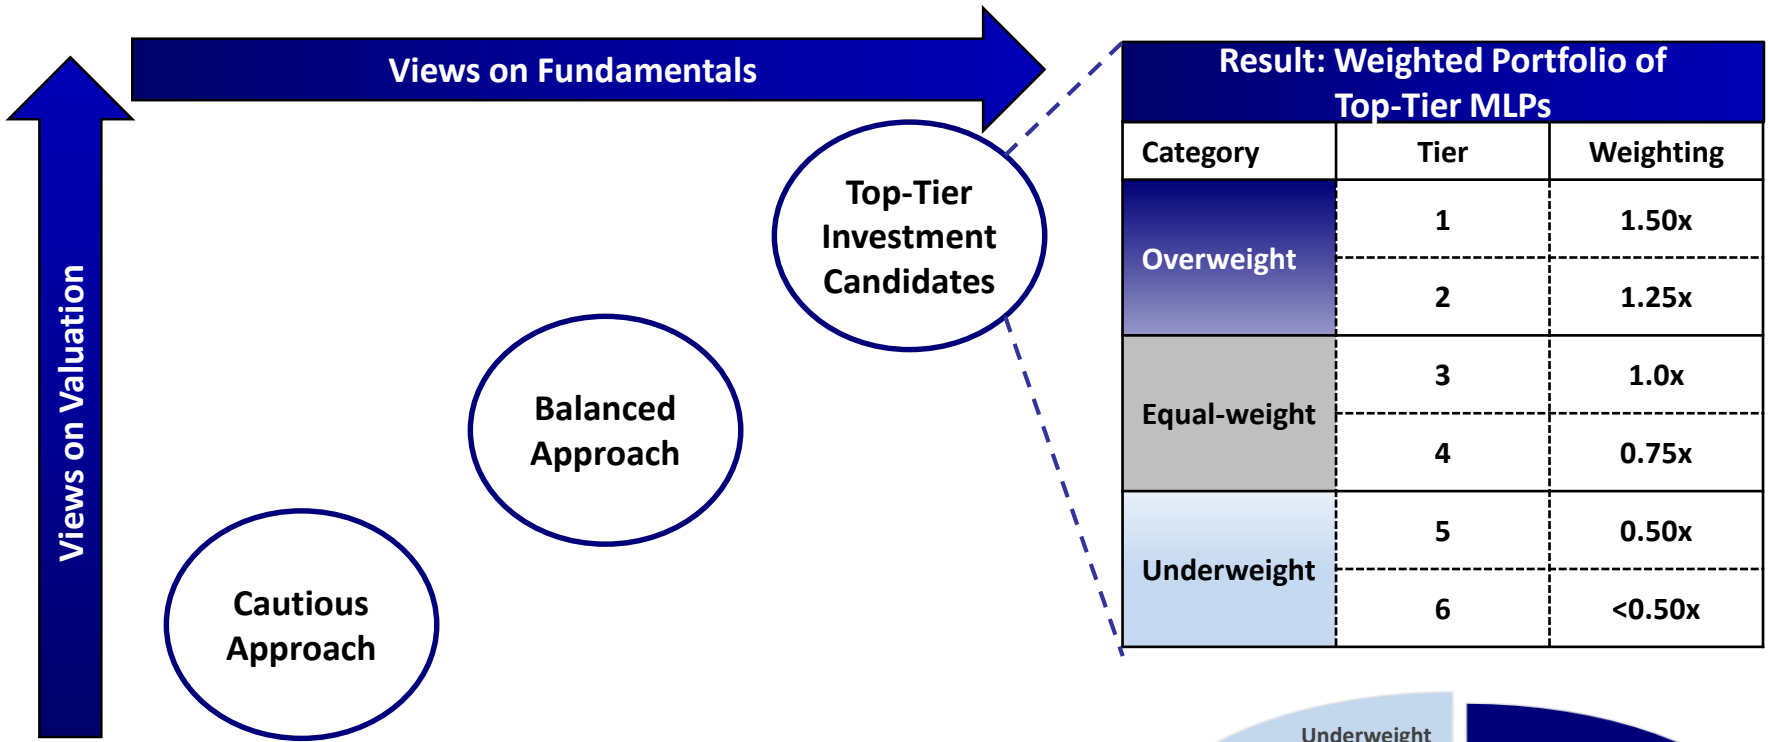 Views on Fundamentals
Views on Valuation
Top-Tier
Investment
Candidates
Balanced
Approach
Cautious
Approach
Result: Weighted Portfolio of
Top-Tier MLPs
Category Tier Weighting
Overweight
1 1.50x
2 1.25x
Equal-weight
3 1.0x
4 0.75x
Underweight
5 0.50x
6 <0.50x
Underweight